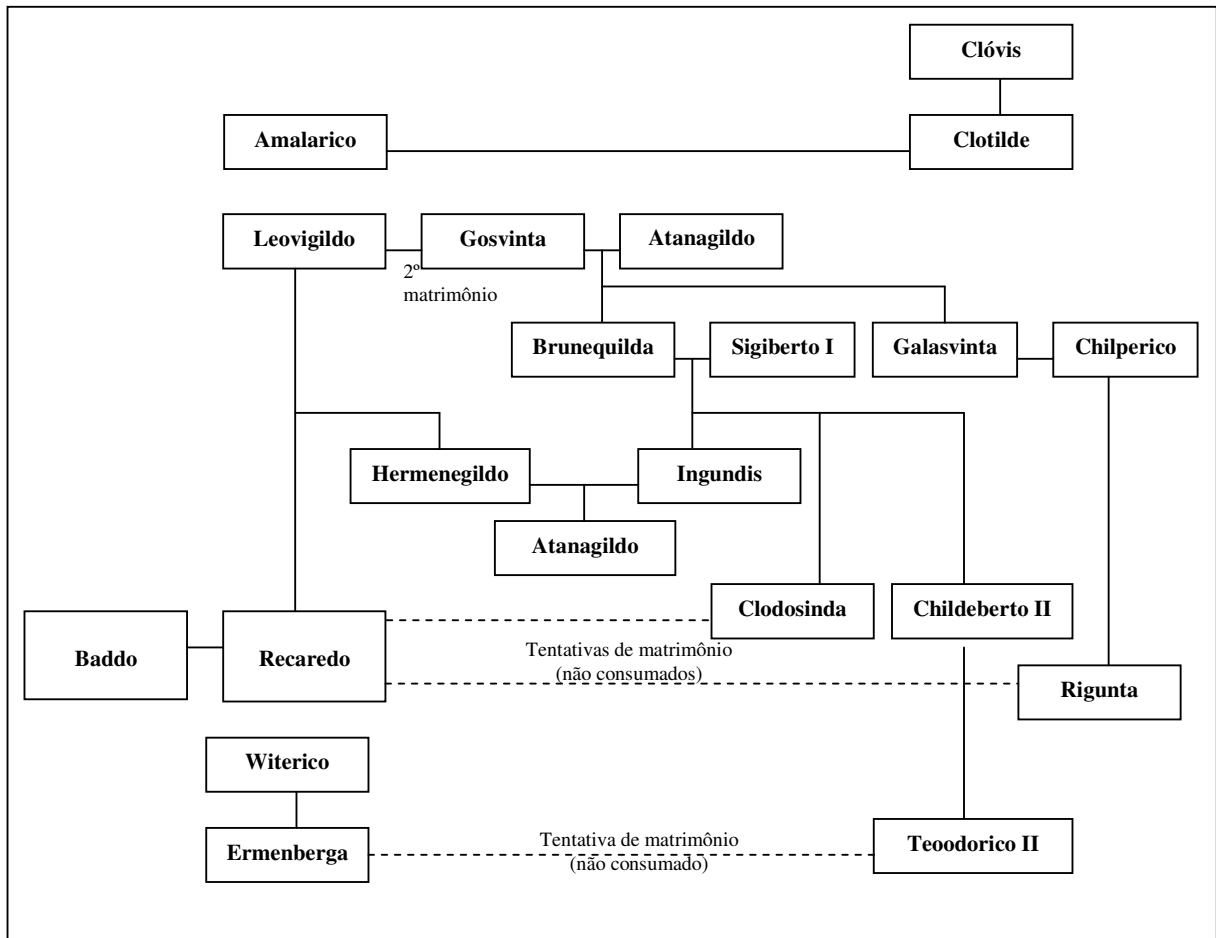 Clóvis
Amalarico
Clotilde
Leovigildo
Gosvinta
Atanagildo
2º
matrimônio
Brunequilda
Sigiberto I
Galasvinta
Chilperico
Hermenegildo
Ingundis
Atanagildo
Clodosinda
Childeberto II
Baddo
Recaredo
Tentativas de matrimônio
(não consumados)
Rigunta
Witerico
Ermenberga
Tentativa de matrimônio
(não consumado)
Teoodorico II